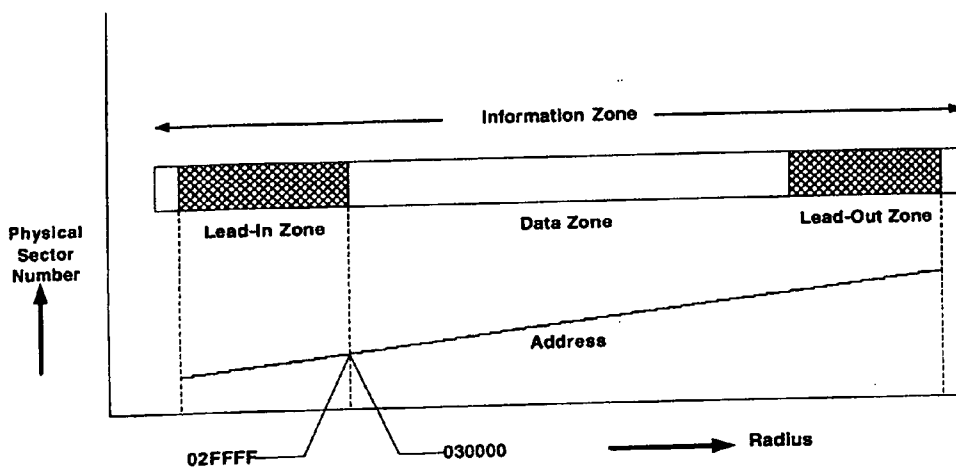 Information Zone
Lead-In Zone
Data Zone
Lead-Out Zone
Physical
Sector
Number
Address
02FFFF
030000
Radius